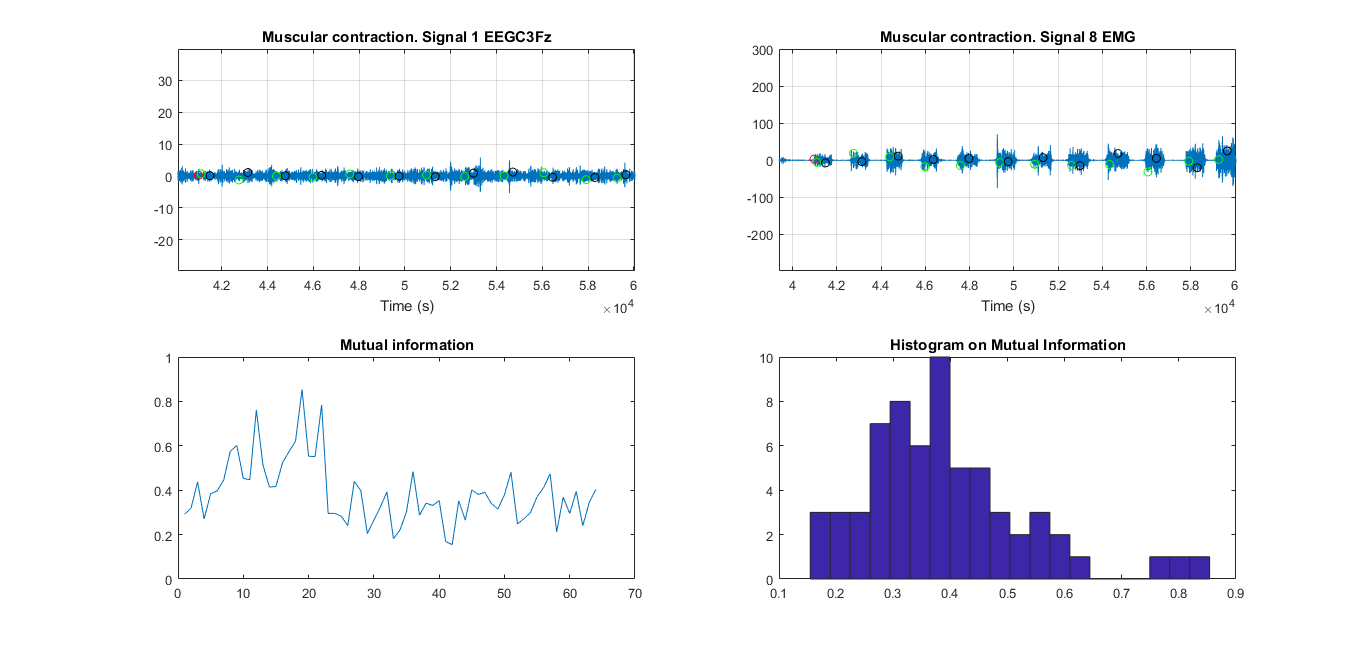 Muscular contraction. Signal 1 EEGC3Fz
30
20
10
0
-10
-20
4.2 4.4 4.6 4.8 5 5.2 5.4 5.6 5.8 6
Time (s)
×10^4
Muscular contraction. Signal 8 EMG
300
200
100
0
-100
-200
4 4.2 4.4 4.6 4.8 5 5.2 5.4 5.6 5.8 6
Time (s)
×10^4
Mutual information
1
0.8
0.6
0.4
0.2
0
0 10 20 30 40 50 60 70
Histogram on Mutual Information
10
8
6
4
2
0
0.1 0.2 0.3 0.4 0.5 0.6 0.7 0.8 0.9